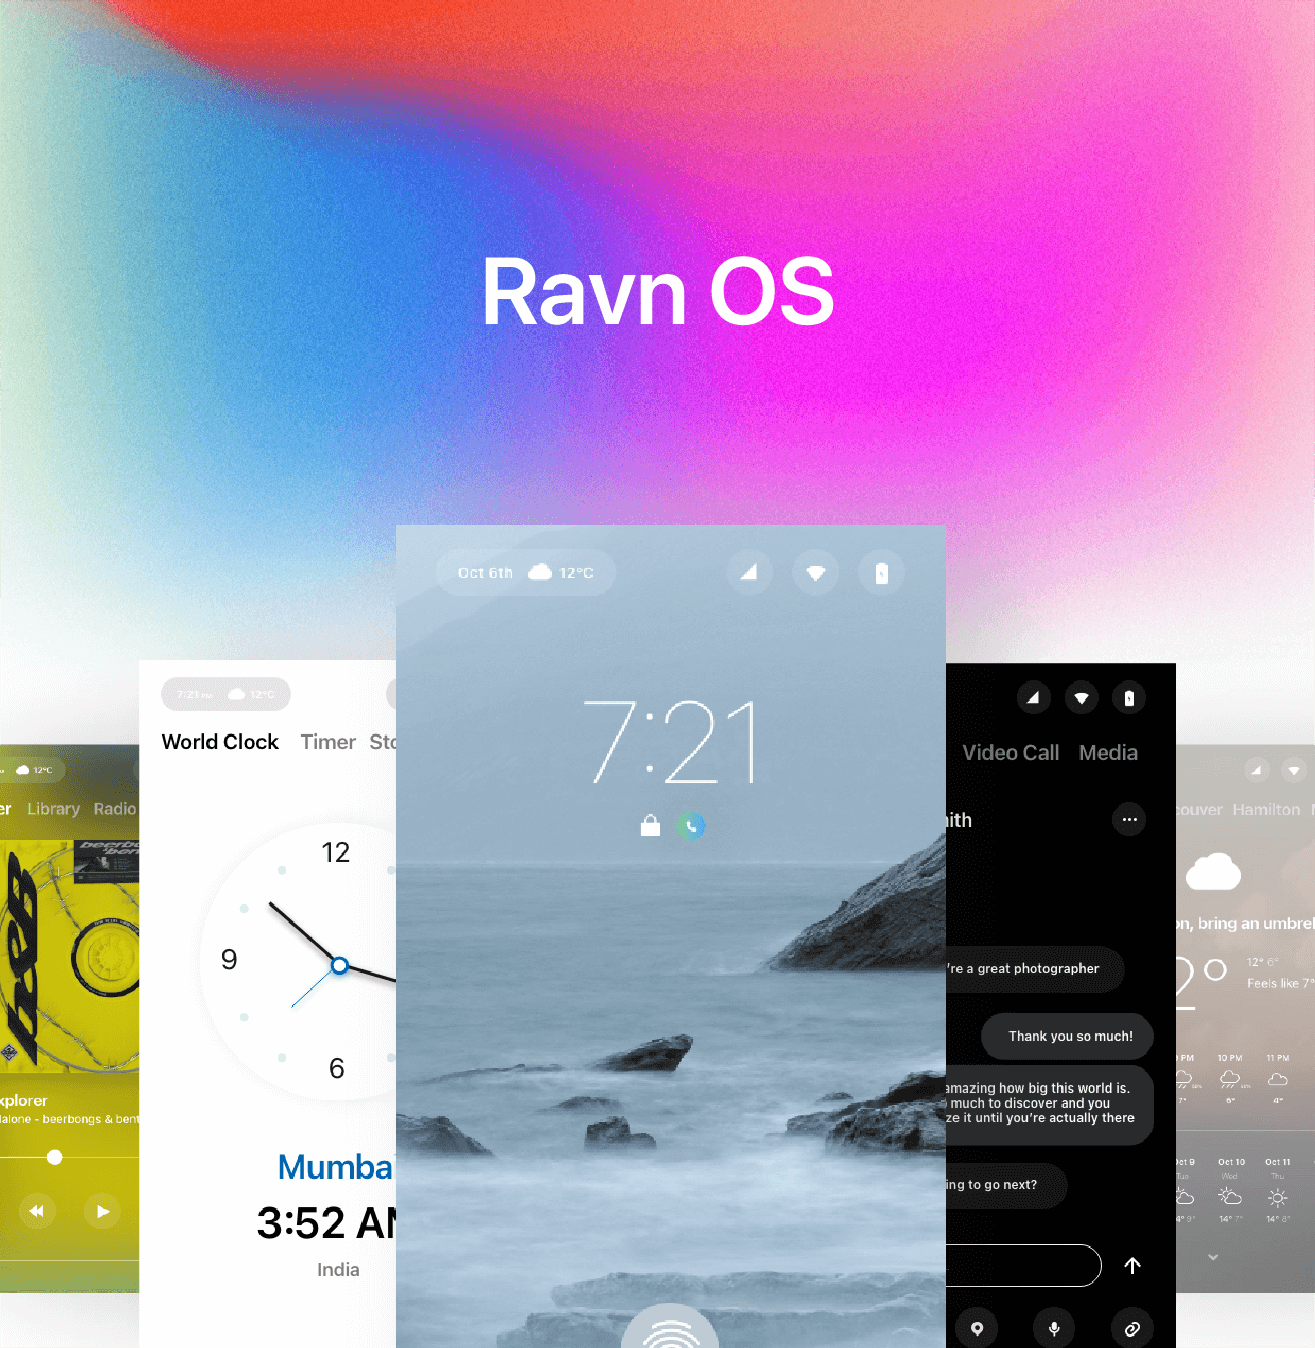 Ravn OS
Oct 6th 12°C
7:21
7:21 PM 12°C
World Clock Timer Sto
12
9
6
Mumbai
3:52 AM
India
12°C
er Library Radio
beerbo
ben
xplorer
alone - beerbongs & bent
Video Call Media
ith
're a great photographer
Thank you so much!
amazing how big this world is.
much to discover and you
ze it until you're actually there
ing to go next?
couver Hamilton
on, bring an umbrel
12° 6°
Feels like 7°
PM 10 PM 11 PM
7° 6° 4°
Oct 9 Oct 10 Oct 11
Tue Wed Thu
14° 9° 14° 7° 14° 8°